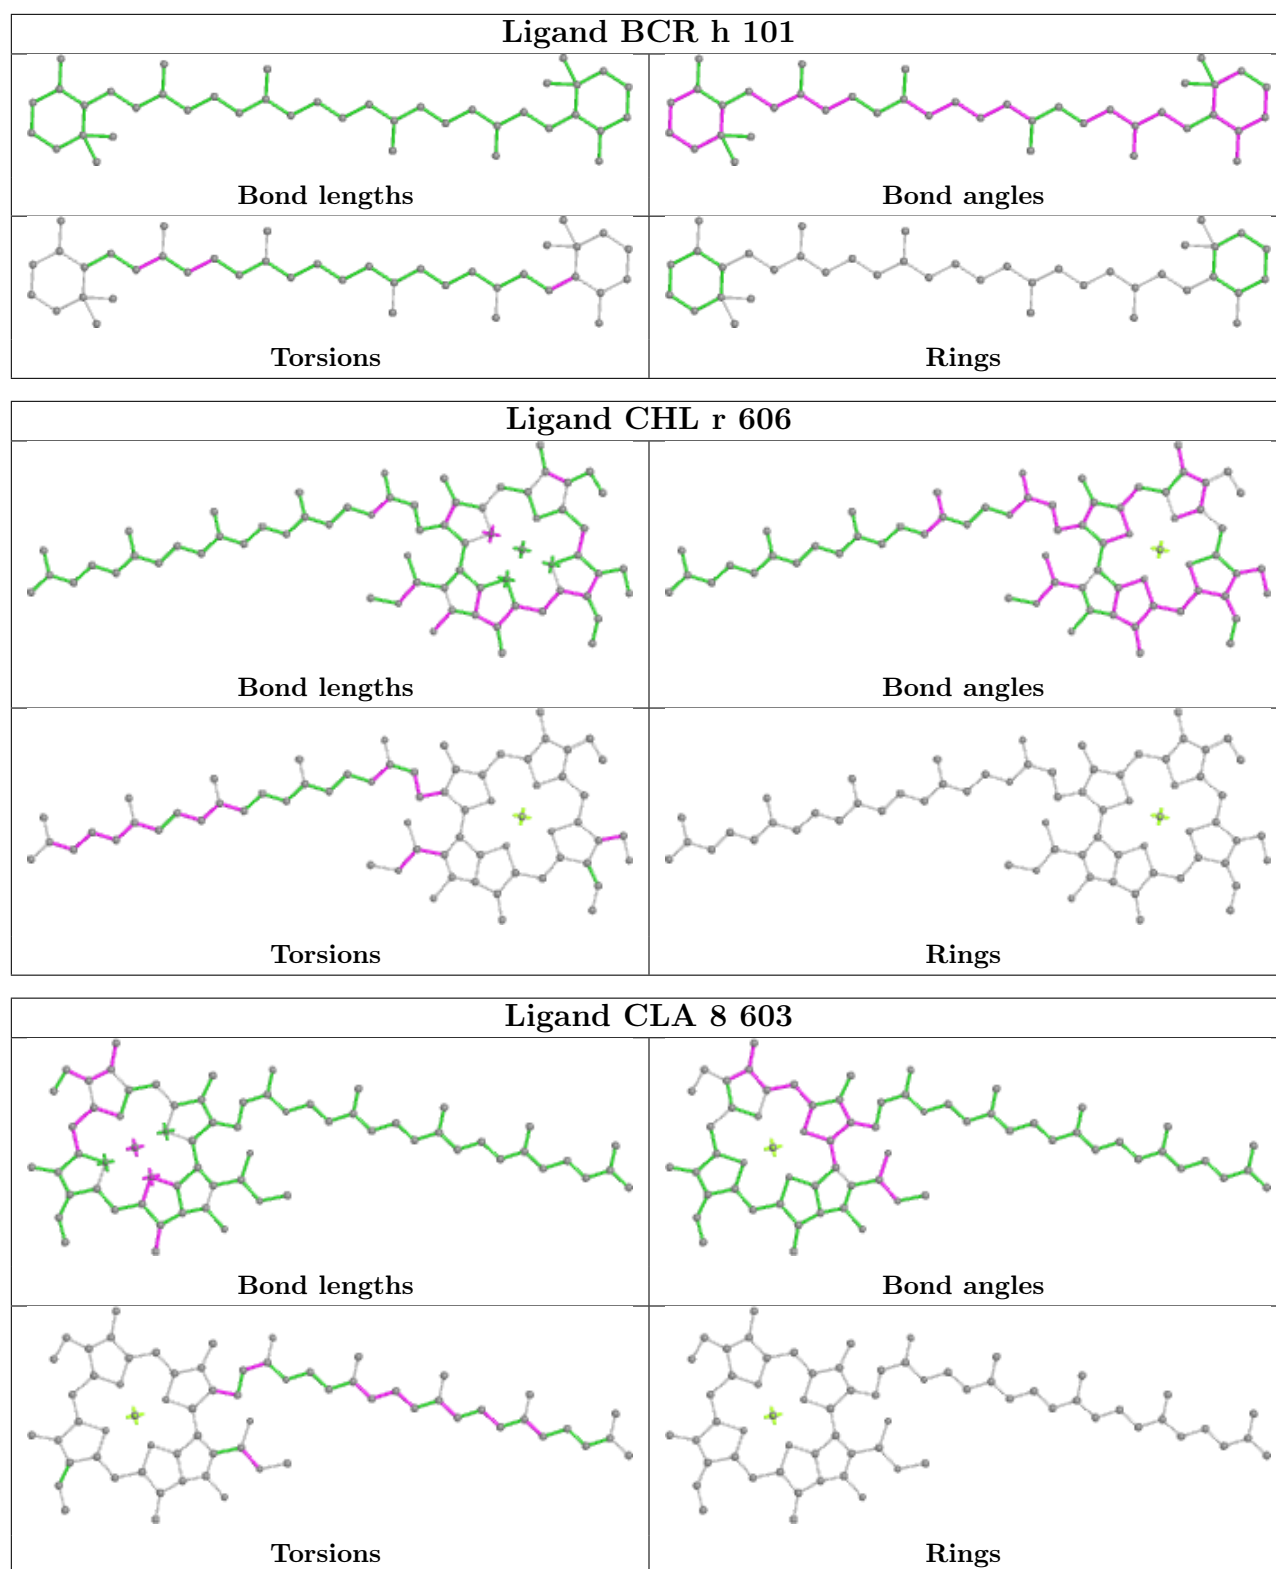 Ligand BCR h 101
Bond lengths
Bond angles
Torsions
Rings
Ligand CHL r 606
Bond lengths
Bond angles
Torsions
Rings
Ligand CLA 8 603
Bond lengths
Bond angles
Torsions
Rings